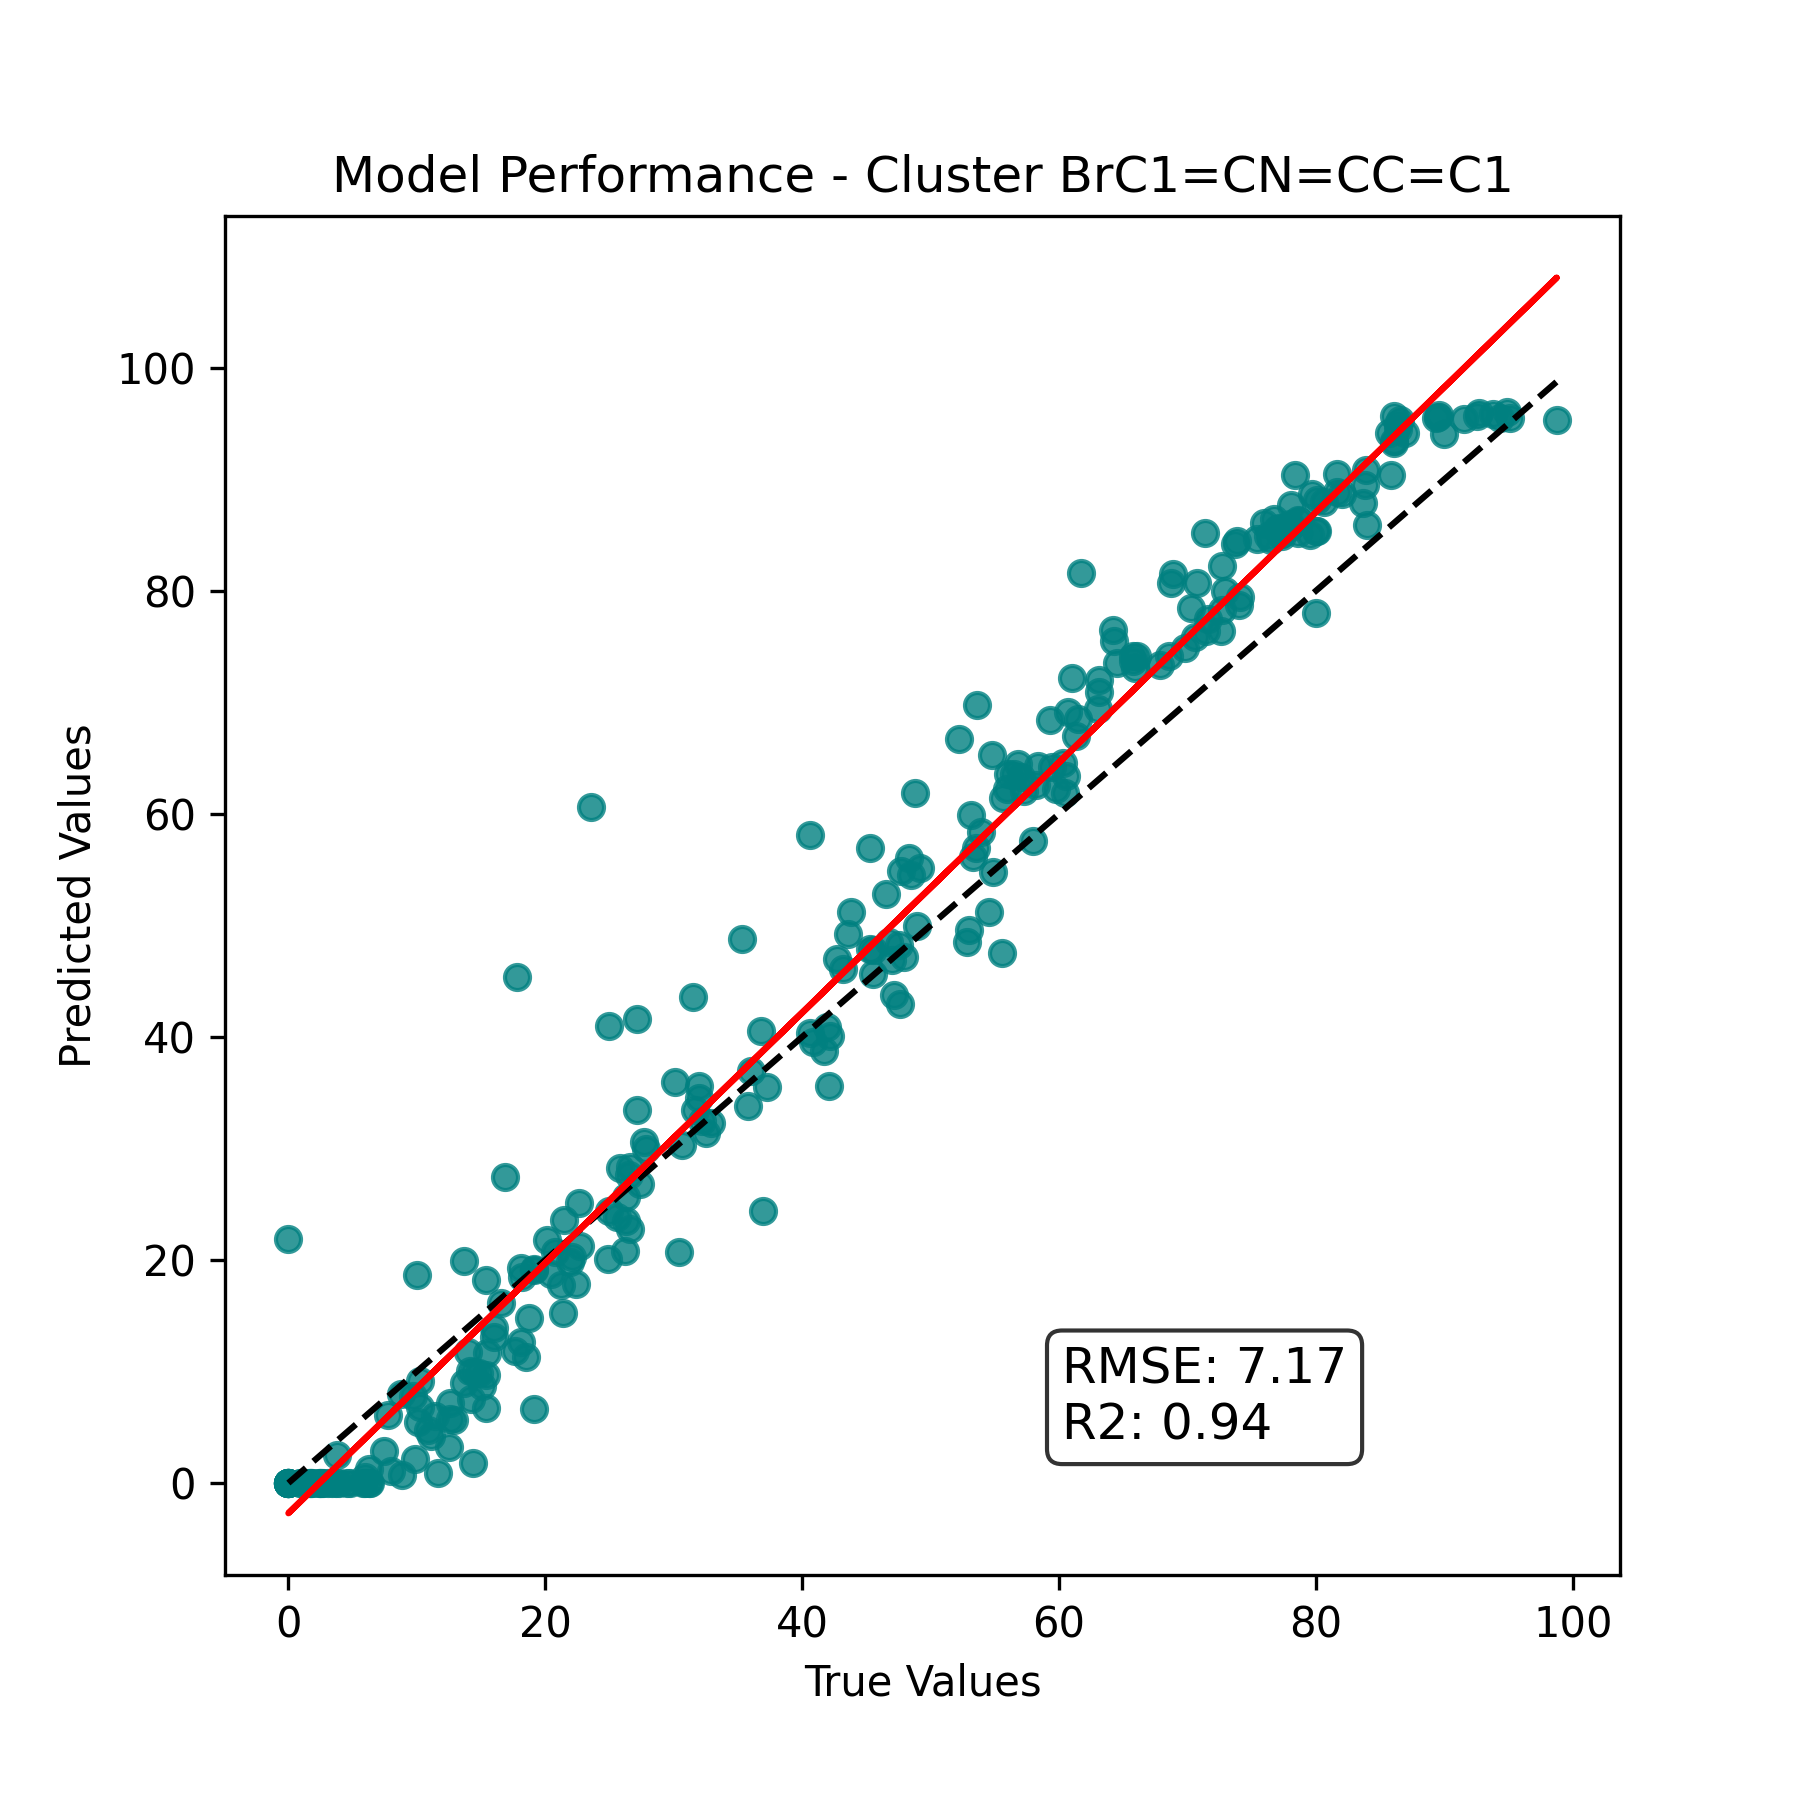 Model Performance - Cluster BrC1=CN=CC=C1
Predicted Values
100
80
60
40
20
0
RMSE: 7.17
R2: 0.94
0 20 40 60 80 100
True Values